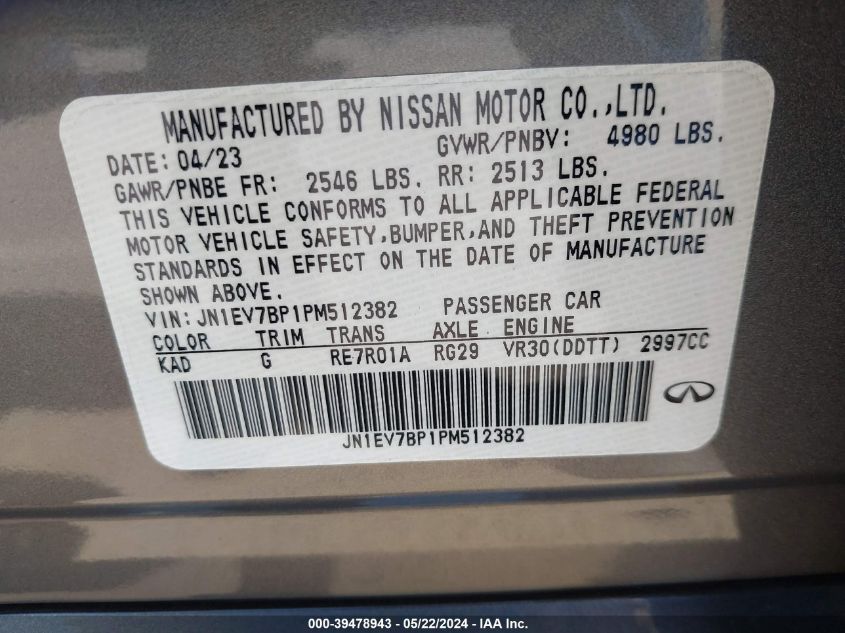 MANUFACTURED BY NISSAN MOTOR CO.,LTD.
DATE: 04/23 GVWR/PNBV: 4980 LBS.
GAWR/PNBE FR: 2546 LBS. RR: 2513 LBS.
THIS VEHICLE CONFORMS TO ALL APPLICABLE FEDERAL
MOTOR VEHICLE SAFETY,BUMPER,AND THEFT PREVENTION
STANDARDS IN EFFECT ON THE DATE OF MANUFACTURE
SHOWN ABOVE.
VIN: JN1EV7BP1PM512382 PASSENGER CAR
COLOR TRIM TRANS AXLE ENGINE
KAD G RE7R01A RG29 VR30(DDTT) 2997CC
JN1EV7BP1PM512382
000-39478943 - 05/22/2024 - IAA Inc.